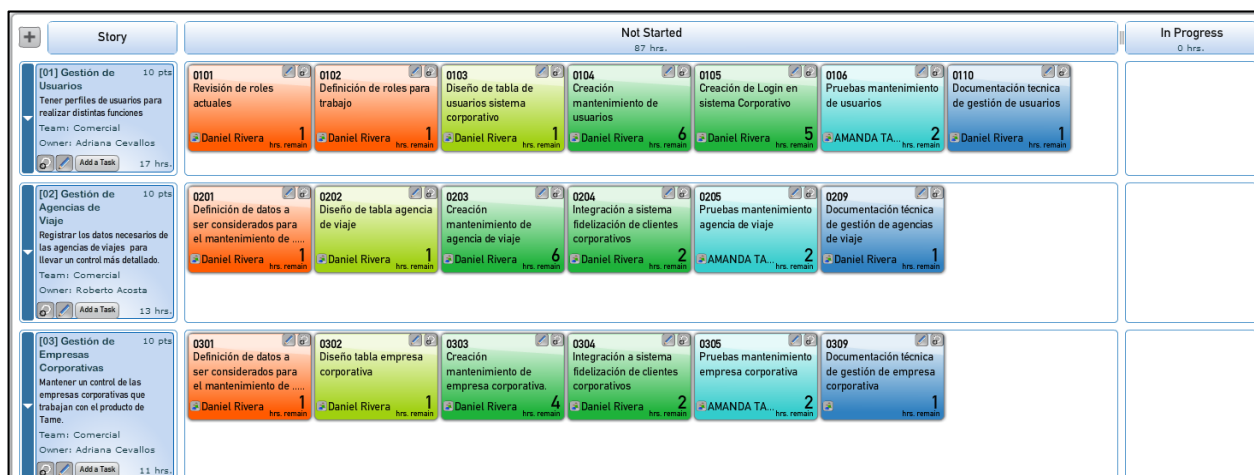 Story
Not Started
87 hrs.
In Progress
0 hrs.
[01] Gestión de 10 pts
Usuarios
Tener perfiles de usuarios para
realizar distintas funciones
Team: Comercial
Owner: Adriana Cevallos
Add a Task 17 hrs.
0101
Revisión de roles
actuales
Daniel Rivera 1
hrs. remain
0102
Definición de roles para
trabajo
Daniel Rivera 1
hrs. remain
0103
Diseño de tabla de
usuarios sistema
corporativo
Daniel Rivera 1
hrs. remain
0104
Creación
mantenimiento de
usuarios
Daniel Rivera 6
hrs. remain
0105
Creación de Login en
sistema Corporativo
Daniel Rivera 5
hrs. remain
0106
Pruebas mantenimiento
de usuarios
AMANDA TA... 2
hrs. remain
0110
Documentación tecnica
de gestión de usuarios
Daniel Rivera 1
hrs. remain
[02] Gestión de 10 pts
Agencias de
Viaje
Registrar los datos necesarios de
las agencias de viajes para
llevar un control más detallado.
Team: Comercial
Owner: Roberto Acosta
Add a Task 13 hrs.
0201
Definición de datos a
ser considerados para
el mantenimiento de .....
Daniel Rivera 1
hrs. remain
0202
Diseño de tabla agencia
de viaje
Daniel Rivera 1
hrs. remain
0203
Creación
mantenimiento de
agencia de viaje
Daniel Rivera 6
hrs. remain
0204
Integración a sistema
fidelización de clientes
corporativos
Daniel Rivera 2
hrs. remain
0205
Pruebas mantenimiento
agencia de viaje
AMANDA TA... 2
hrs. remain
0209
Documentación técnica
de gestión de agencias
de viaje
Daniel Rivera 1
hrs. remain
[03] Gestión de 10 pts
Empresas
Corporativas
Mantener un control de las
empresas corporativas que
trabajan con el producto de
Tame.
Team: Comercial
Owner: Adriana Cevallos
Add a Task 11 hrs.
0301
Definición de datos a
ser considerados para
el mantenimiento de .....
Daniel Rivera 1
hrs. remain
0302
Diseño tabla empresa
corporativa
Daniel Rivera 1
hrs. remain
0303
Creación
mantenimiento de
empresa corporativa.
Daniel Rivera 4
hrs. remain
0304
Integración a sistema
fidelización de clientes
corporativos
Daniel Rivera 2
hrs. remain
0305
Pruebas mantenimiento
empresa corporativa
AMANDA TA... 2
hrs. remain
0309
Documentación técnica
de gestión de empresa
corporativa
1
hrs. remain